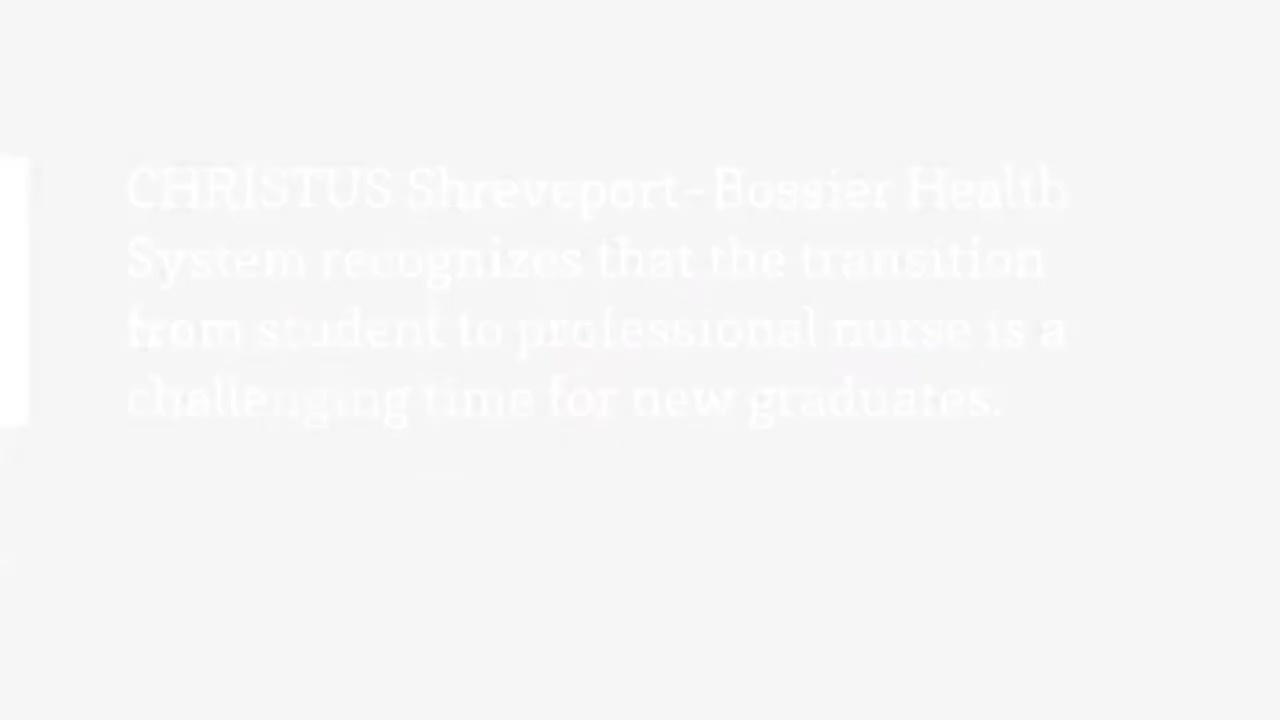 CHRISTUS Shreveport-Bossier Health
System recognizes that the transition
from student to professional nurse is a
challenging time for new graduates.